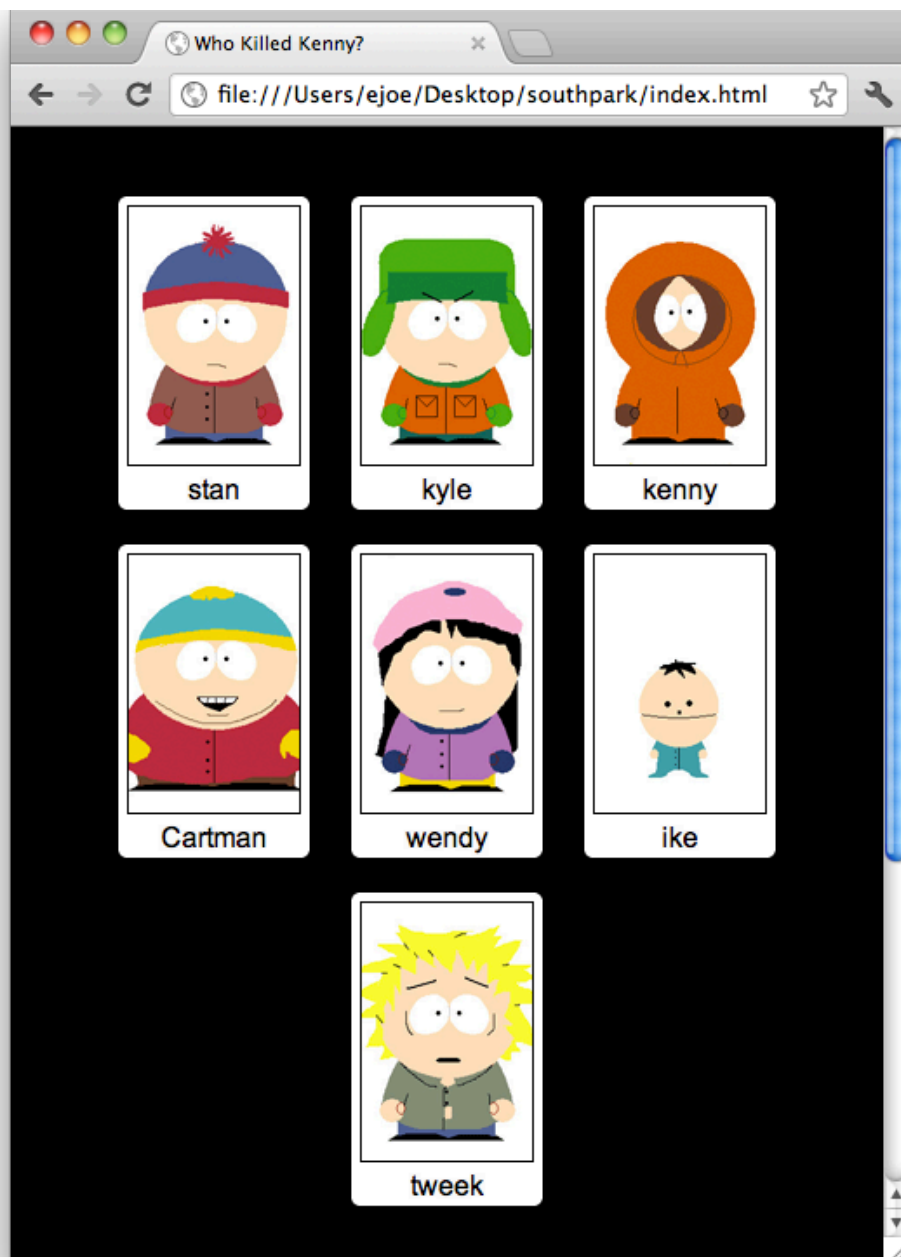 Who Killed Kenny?
file:///Users/ejoe/Desktop/southpark/index.html
stan
kyle
kenny
Cartman
wendy
ike
tweek